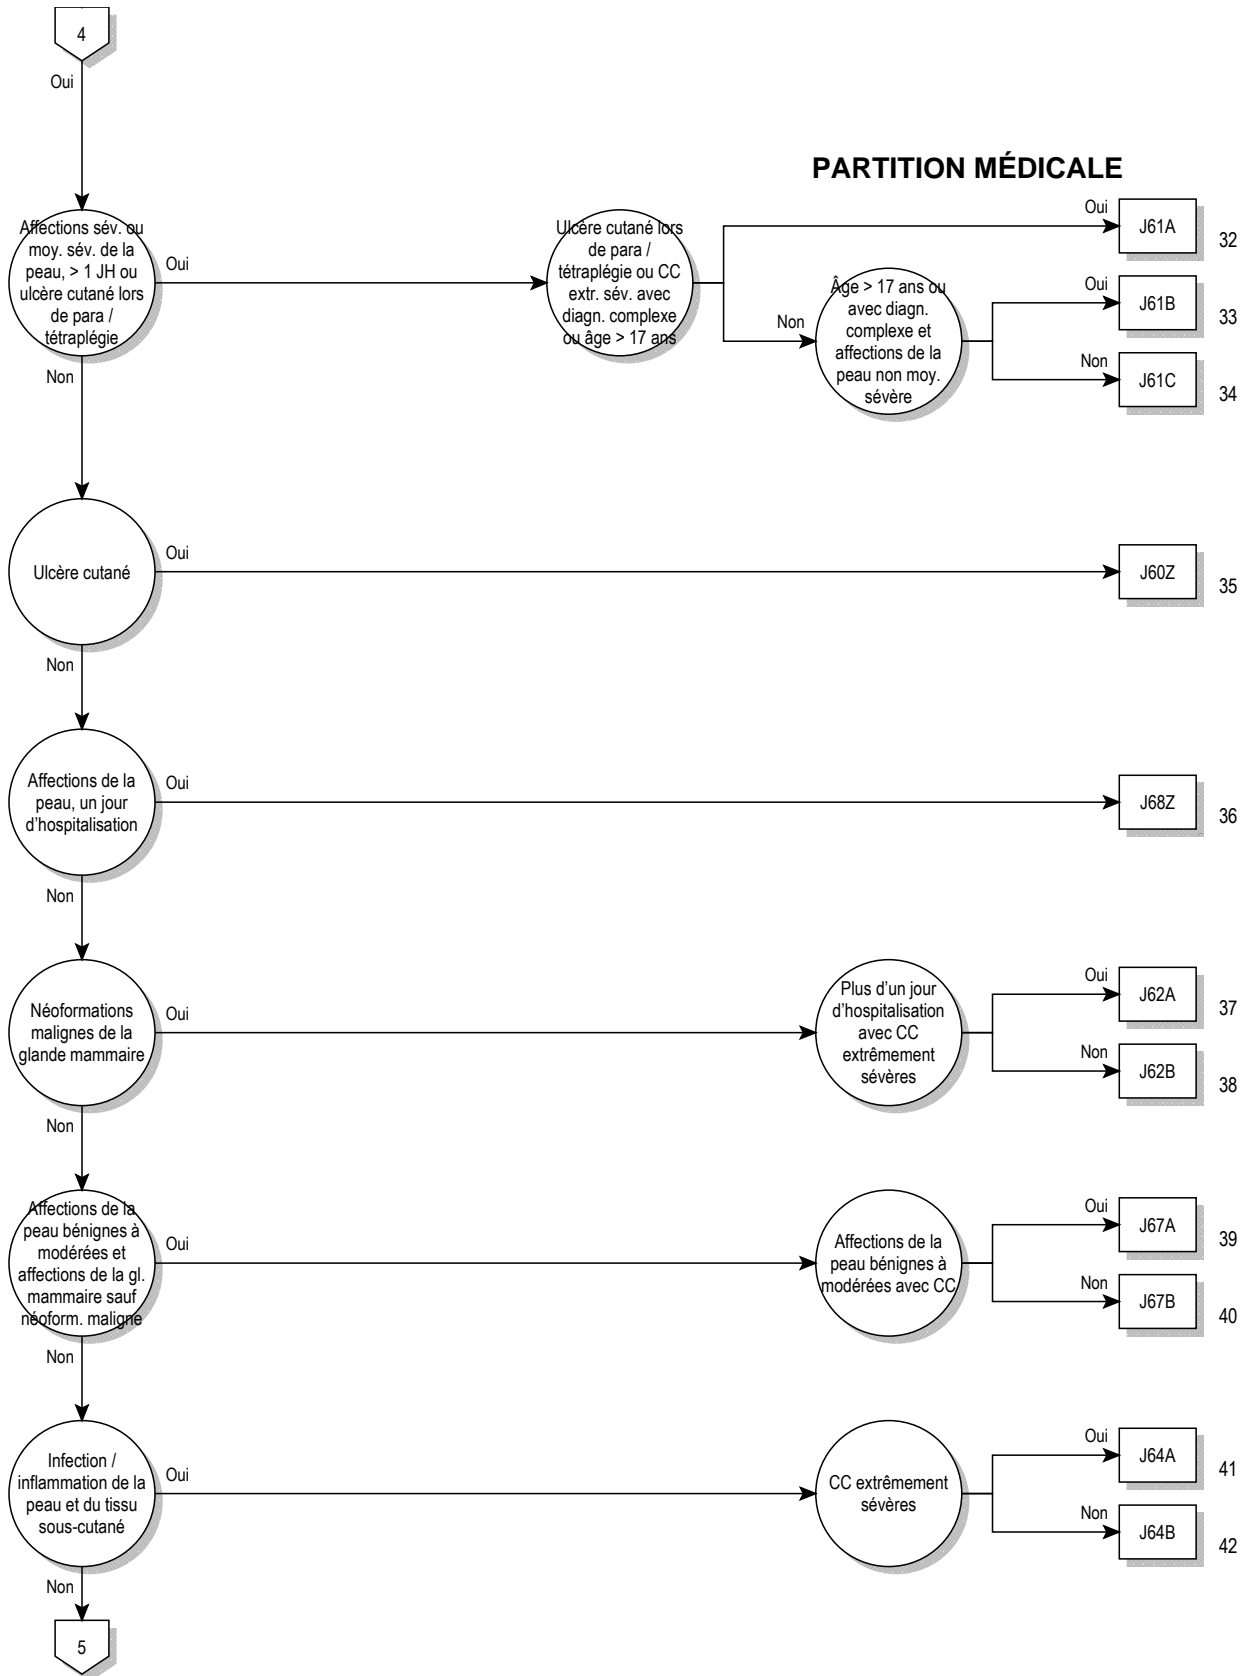 4
Oui
PARTITION MÉDICALE
Affections sév. ou
moy. sév. de la
peau, > 1 JH ou
ulcère cutané lors
de para /
tétraplégie
Oui
Ulcère cutané lors
de para /
tétraplégie ou CC
extr. sév. avec
diagn. complexe
ou âge > 17 ans
Oui
J61A
32
Non
Âge > 17 ans ou
avec diagn.
complexe et
affections de la
peau non moy.
sévère
Oui
J61B
33
Non
J61C
34
Non
Ulcère cutané
Oui
J60Z
35
Non
Affections de la
peau, un jour
d'hospitalisation
Oui
J68Z
36
Non
Néoformations
malignes de la
glande mammaire
Oui
Plus d'un jour
d'hospitalisation
avec CC
extrêmement
sévères
Oui
J62A
37
Non
J62B
38
Non
Affections de la
peau bénignes à
modérées et
affections de la gl.
mammaire sauf
néoform. maligne
Oui
Affections de la
peau bénignes à
modérées avec CC
Oui
J67A
39
Non
J67B
40
Non
Infection /
inflammation de la
peau et du tissu
sous-cutané
Oui
CC extrêmement
sévères
Oui
J64A
41
Non
J64B
42
Non
5